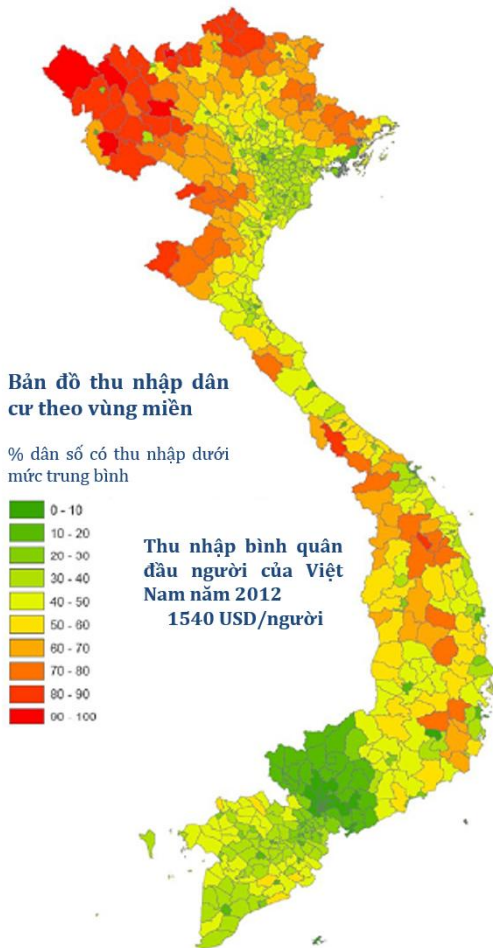 Bản đồ thu nhập dân
cư theo vùng miền
% dân số có thu nhập dưới
mức trung bình
0 - 10
10 - 20
20 - 30
30 - 40
40 - 50
50 - 60
60 - 70
70 - 80
80 - 90
90 - 100
Thu nhập bình quân
đầu người của Việt
Nam năm 2012
1540 USD/người